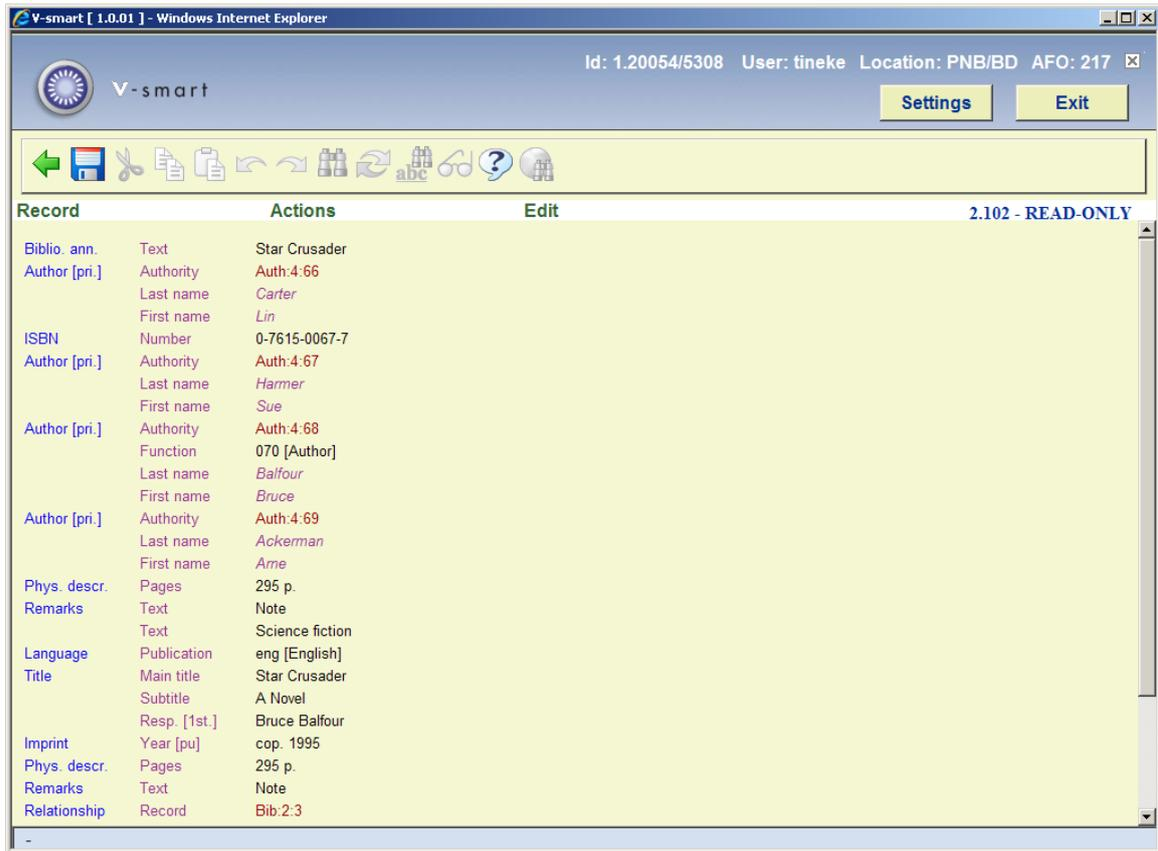 V-smart [ 1.0.01 ] - Windows Internet Explorer
Id: 1.20054/5308 User: tineke Location: PNB/BD AFO: 217
V-smart
Settings Exit
abc
Record Actions Edit 2.102 - READ-ONLY
Biblio. ann. Text Star Crusader
Author [pri.] Authority Auth:4:66
Last name Carter
First name Lin
ISBN Number 0-7615-0067-7
Author [pri.] Authority Auth:4:67
Last name Harmer
First name Sue
Author [pri.] Authority Auth:4:68
Function 070 [Author]
Last name Balfour
First name Bruce
Author [pri.] Authority Auth:4:69
Last name Ackerman
First name Arne
Phys. descr. Pages 295 p.
Remarks Text Note
Text Science fiction
Language Publication eng [English]
Title Main title Star Crusader
Subtitle A Novel
Resp. [1st.] Bruce Balfour
Imprint Year [pu] cop. 1995
Phys. descr. Pages 295 p.
Remarks Text Note
Relationship Record Bib:2:3
-